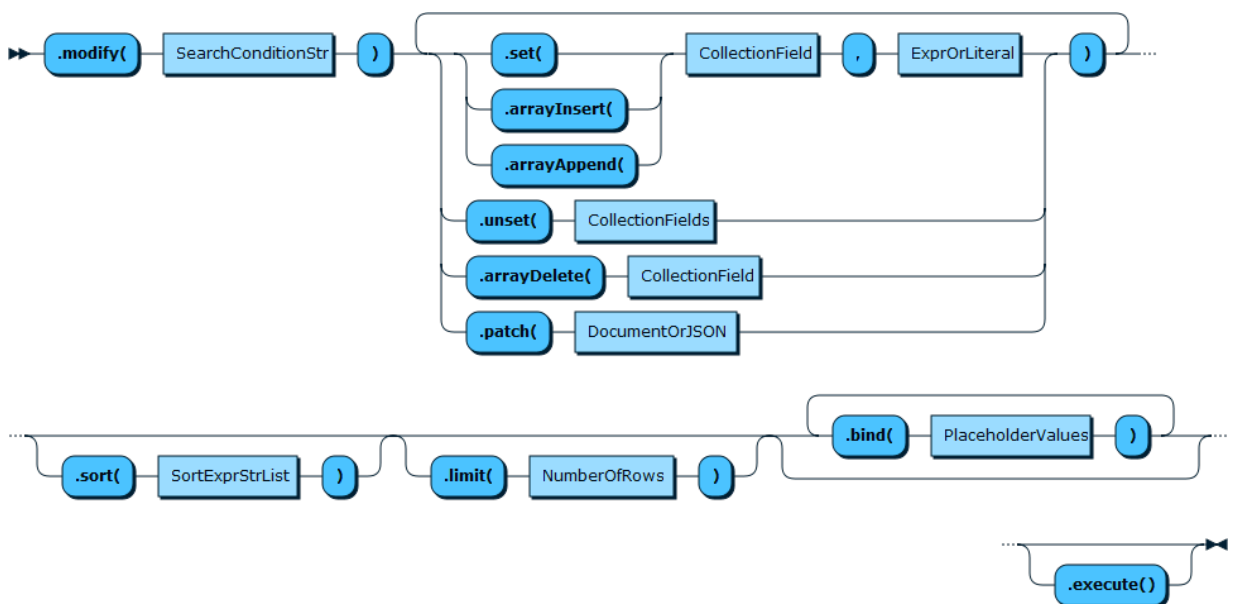 .modify( SearchConditionStr ) .set( CollectionField , ExprOrLiteral )
.arrayInsert(
.arrayAppend(
.unset( CollectionFields
.arrayDelete( CollectionField
.patch( DocumentOrJSON
.bind( PlaceholderValues )
.sort( SortExprStrList ) .limit( NumberOfRows )
.execute()